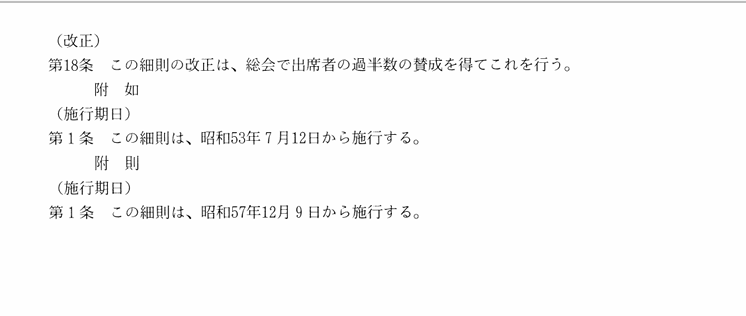 （改正）
第18条　この細則の改正は、総会で出席者の過半数の賛成を得てこれを行う。
附　如
（施行期日）
第１条　この細則は、昭和53年７月12日から施行する。
附　則
（施行期日）
第１条　この細則は、昭和57年12月９日から施行する。